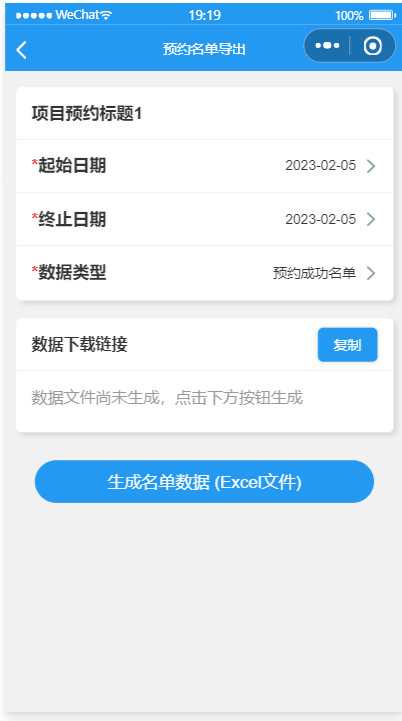 WeChat 19:19 100%
预约名单导出
项目预约标题1
*起始日期 2023-02-05
*终止日期 2023-02-05
*数据类型 预约成功名单
数据下载链接 复制
数据文件尚未生成，点击下方按钮生成
生成名单数据 (Excel文件)